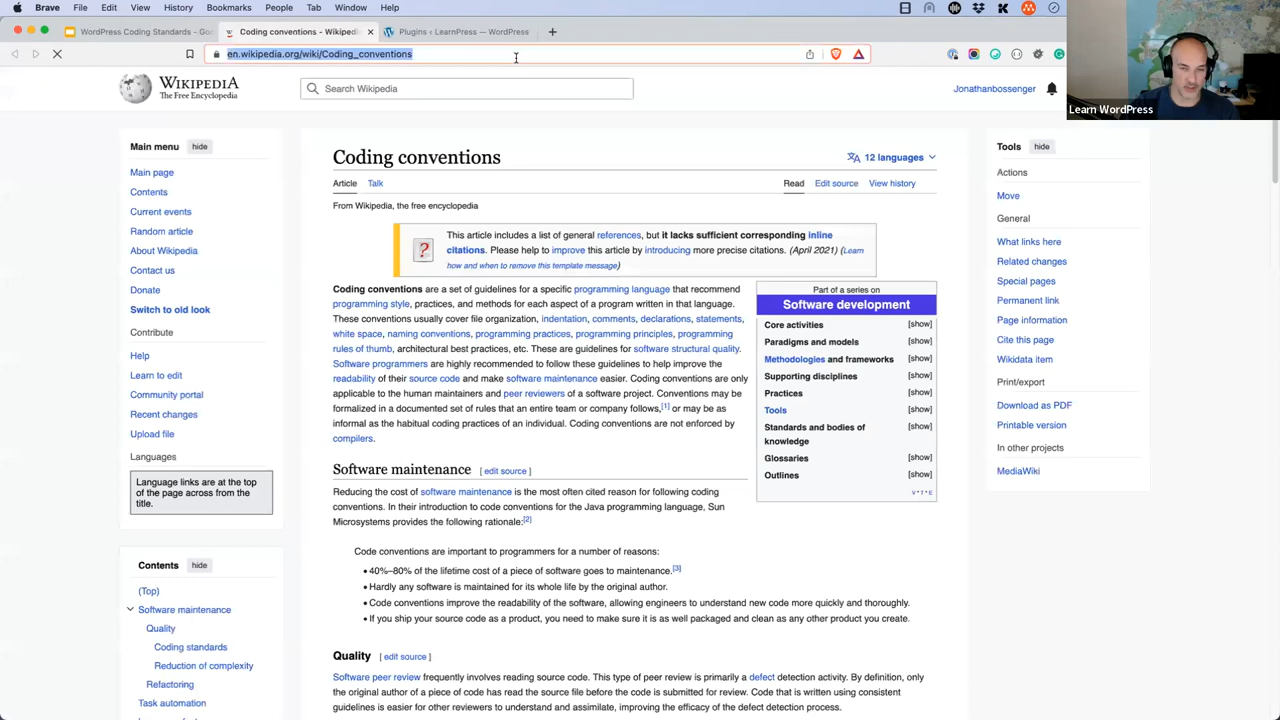 Brave File Edit View History Bookmarks People Tab Window Help
WordPress Coding Standards - Go
Coding conventions - Wikipedi
Plugins ‹ LearnPress — WordPress
en.wikipedia.org/wiki/Coding_conventions
WIKIPEDIA
The Free Encyclopedia
Search Wikipedia
Jonathanbossenger
Learn WordPress
Main menu hide
Main page
Contents
Current events
Random article
About Wikipedia
Contact us
Donate
Switch to old look
Contribute
Help
Learn to edit
Community portal
Recent changes
Upload file
Languages
Language links are at the top
of the page across from the
title.
Contents hide
(Top)
Software maintenance
Quality
Coding standards
Reduction of complexity
Refactoring
Task automation
Coding conventions
12 languages
Article Talk
Read Edit source View history
From Wikipedia, the free encyclopedia
This article includes a list of general references, but it lacks sufficient corresponding inline
citations. Please help to improve this article by introducing more precise citations. (April 2021) (Learn
how and when to remove this template message)
Coding conventions are a set of guidelines for a specific programming language that recommend
programming style, practices, and methods for each aspect of a program written in that language.
These conventions usually cover file organization, indentation, comments, declarations, statements,
white space, naming conventions, programming practices, programming principles, programming
rules of thumb, architectural best practices, etc. These are guidelines for software structural quality.
Software programmers are highly recommended to follow these guidelines to help improve the
readability of their source code and make software maintenance easier. Coding conventions are only
applicable to the human maintainers and peer reviewers of a software project. Conventions may be
formalized in a documented set of rules that an entire team or company follows,[1] or may be as
informal as the habitual coding practices of an individual. Coding conventions are not enforced by
compilers.
Part of a series on
Software development
Core activities [show]
Paradigms and models [show]
Methodologies and frameworks [show]
Supporting disciplines [show]
Practices [show]
Tools [show]
Standards and bodies of
knowledge [show]
Glossaries [show]
Outlines [show]
V·T·E
Software maintenance [ edit source ]
Reducing the cost of software maintenance is the most often cited reason for following coding
conventions. In their introduction to code conventions for the Java programming language, Sun
Microsystems provides the following rationale:[2]
Code conventions are important to programmers for a number of reasons:
• 40%–80% of the lifetime cost of a piece of software goes to maintenance.[3]
• Hardly any software is maintained for its whole life by the original author.
• Code conventions improve the readability of the software, allowing engineers to understand new code more quickly and thoroughly.
• If you ship your source code as a product, you need to make sure it is as well packaged and clean as any other product you create.
Quality [ edit source ]
Software peer review frequently involves reading source code. This type of peer review is primarily a defect detection activity. By definition, only
the original author of a piece of code has read the source file before the code is submitted for review. Code that is written using consistent
guidelines is easier for other reviewers to understand and assimilate, improving the efficacy of the defect detection process.
Tools hide
Actions
Move
General
What links here
Related changes
Special pages
Permanent link
Page information
Cite this page
Wikidata item
Print/export
Download as PDF
Printable version
In other projects
MediaWiki